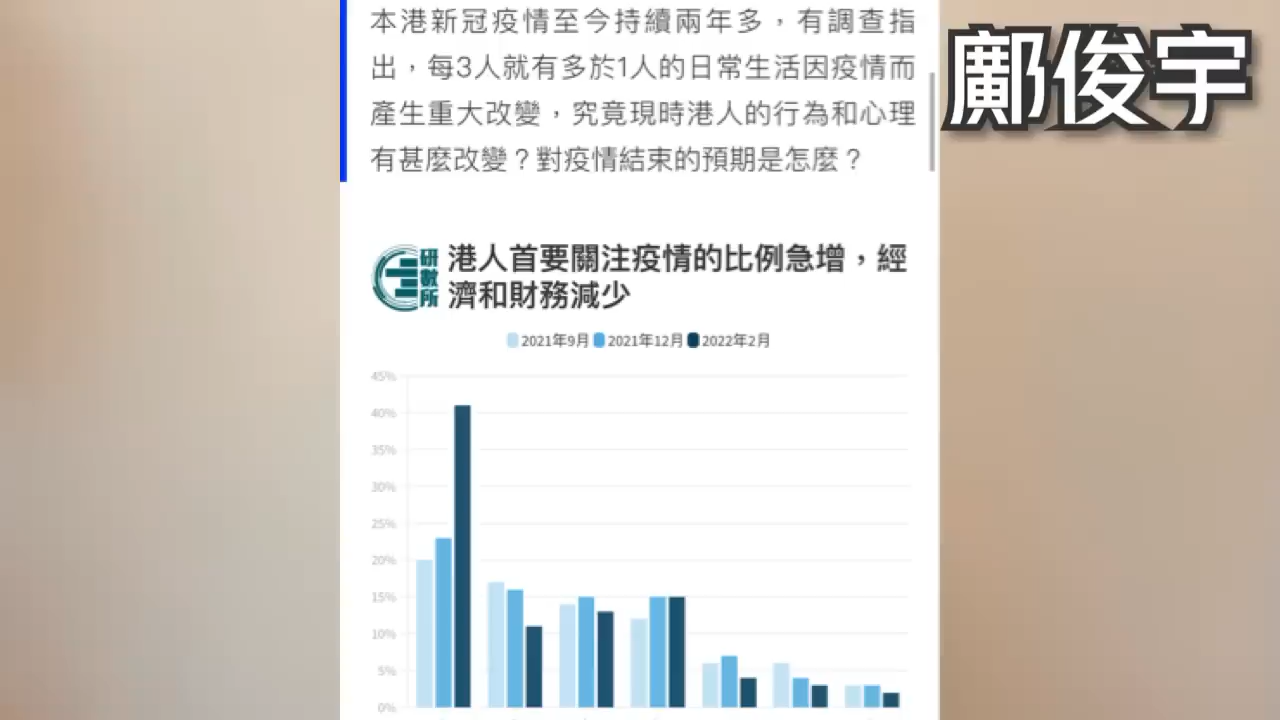 本港新冠疫情至今持續兩年多，有調查指
出，每3人就有多於1人的日常生活因疫情而
產生重大改變，究竟現時港人的行為和心理
有甚麼改變？對疫情結束的預期是怎麼？
鄺俊宇
研數所
港人首要關注疫情的比例急增，經
濟和財務減少
2021年9月 2021年12月 2022年2月
45%
40%
35%
30%
25%
20%
15%
10%
5%
0%